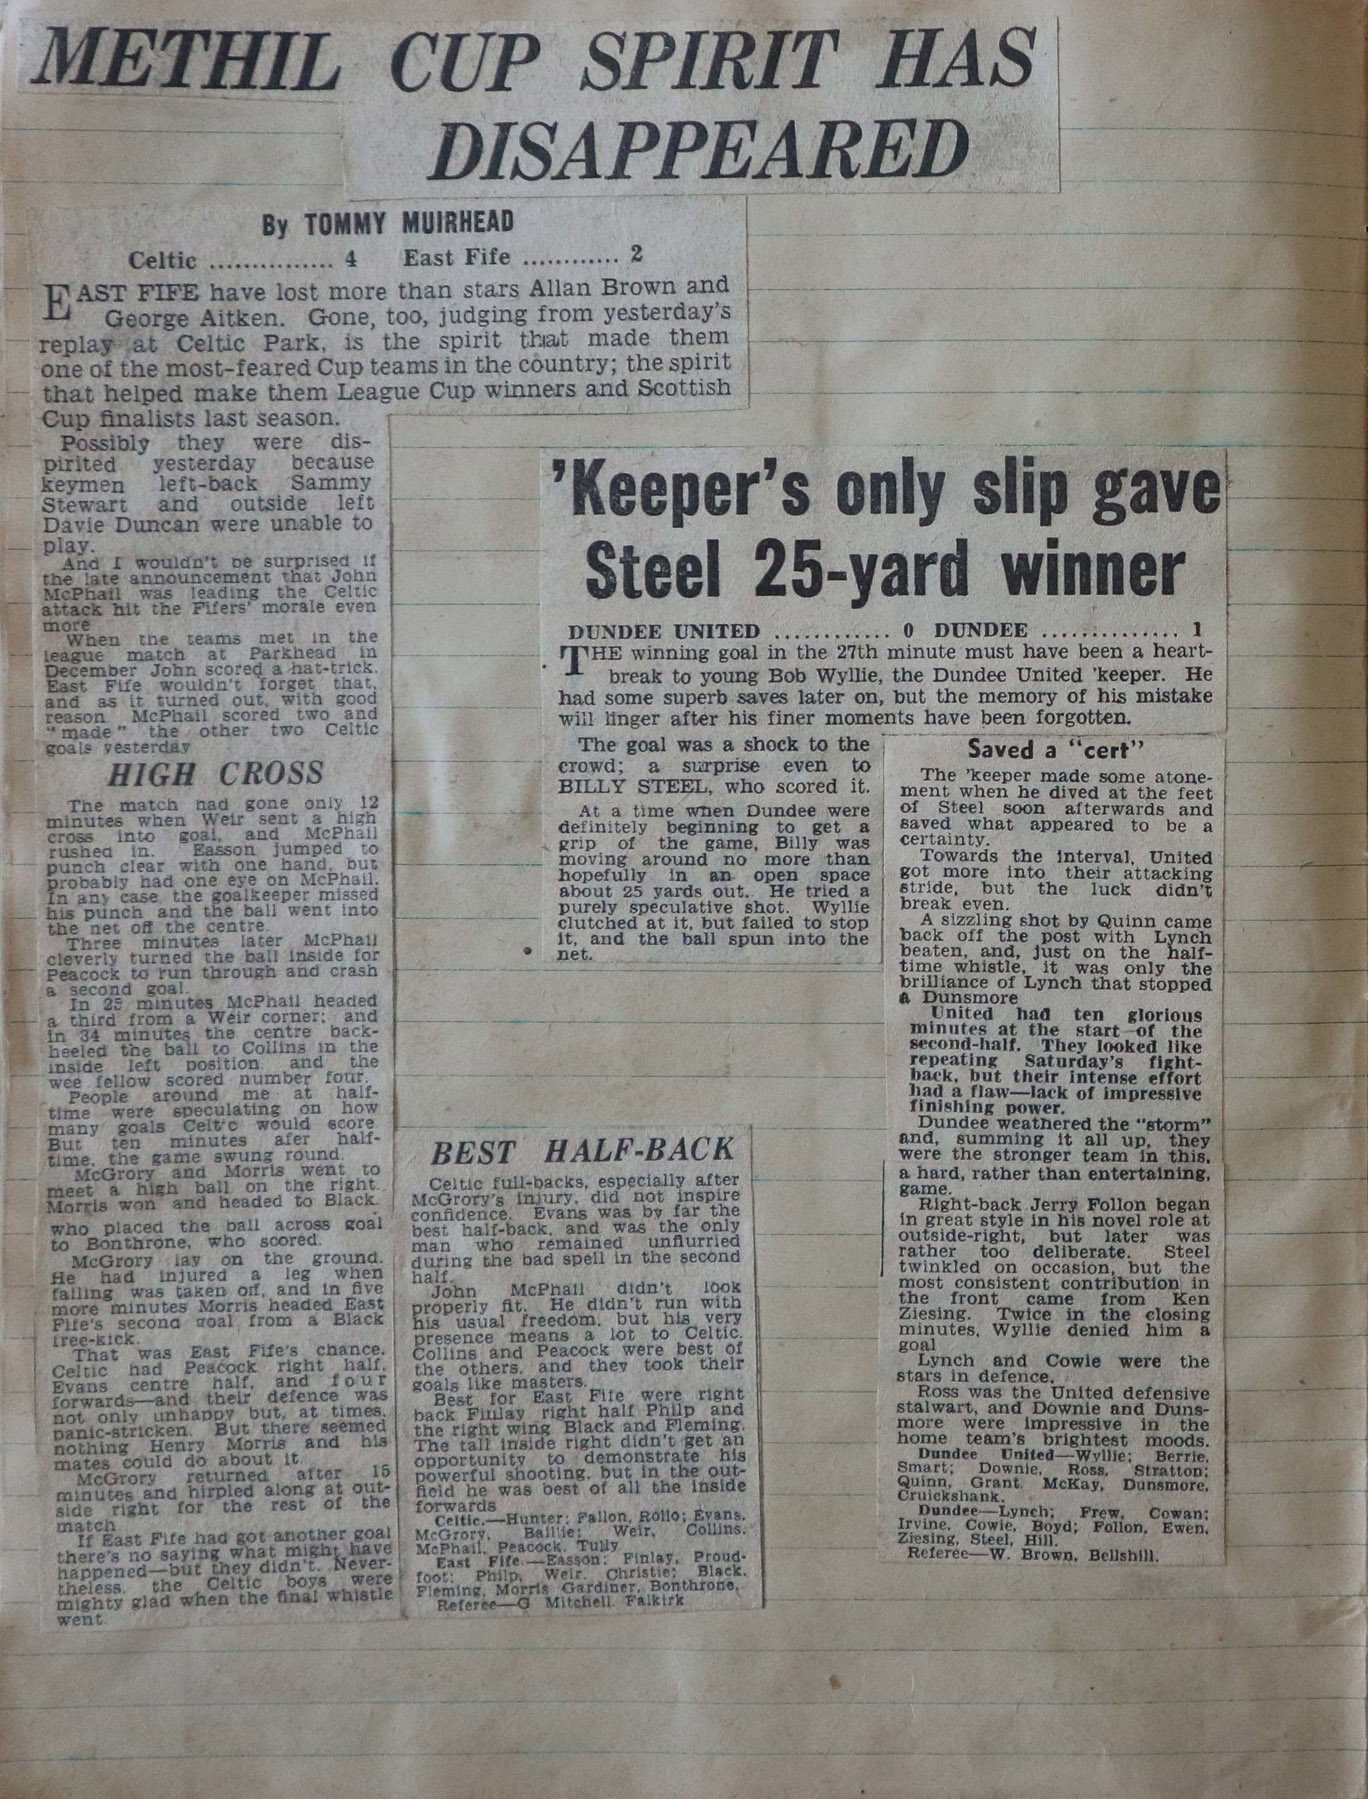 METHIL CUP SPIRIT HAS
DISAPPEARED
By TOMMY MUIRHEAD
Celtic ............... 4 East Fife ............ 2
EAST FIFE have lost more than stars Allan Brown and
George Aitken. Gone, too, judging from yesterday's
replay at Celtic Park, is the spirit that made them
one of the most-feared Cup teams in the country; the spirit
that helped make them League Cup winners and Scottish
Cup finalists last season.
Possibly they were dis-
pirited yesterday because
keymen left-back Sammy
Stewart and outside left
Davie Duncan were unable to
play.
And I wouldn't be surprised if
the late announcement that John
McPhail was leading the Celtic
attack hit the Fifers' morale even
more
When the teams met in the
league match at Parkhead in
December John scored a hat-trick.
East Fife wouldn't forget that,
and as it turned out, with good
reason McPhail scored two and
"made" the other two Celtic
goals yesterday
HIGH CROSS
The match had gone only 12
minutes when Weir sent a high
cross into goal, and McPhail
rushed in. Easson jumped to
punch clear with one hand, but
probably had one eye on McPhail.
In any case the goalkeeper missed
his punch and the ball went into
the net off the centre.
Three minutes later McPhail
cleverly turned the ball inside for
Peacock to run through and crash
a second goal.
In 25 minutes McPhail headed
a third from a Weir corner; and
in 34 minutes the centre back-
heeled the ball to Collins in the
inside left position and the
wee fellow scored number four.
People around me at half-
time were speculating on how
many goals Celtic would score
But ten minutes afer half-
time, the game swung round.
McGrory and Morris went to
meet a high ball on the right.
Morris won and headed to Black.
who placed the ball across goal
to Bonthrone, who scored.
McGrory lay on the ground.
He had injured a leg when
falling was taken off, and in five
more minutes Morris headed East
Fife's second goal from a Black
free-kick.
That was East Fife's chance.
Celtic had Peacock right half,
Evans centre half, and four
forwards—and their defence was
not only unhappy but, at times,
panic-stricken. But there seemed
nothing Henry Morris and his
mates could do about it
McGrory returned after 15
minutes and hirpled along at out-
side right for the rest of the
match
If East Fife had got another goal
there's no saying what might have
happened—but they didn't. Never-
theless, the Celtic boys were
mighty glad when the final whistle
went.
BEST HALF-BACK
Celtic full-backs, especially after
McGrory's injury, did not inspire
confidence. Evans was by far the
best half-back, and was the only
man who remained unflurried
during the bad spell in the second
half.
John McPhail didn't look
properly fit. He didn't run with
his usual freedom, but his very
presence means a lot to Celtic.
Collins and Peacock were best of
the others, and they took their
goals like masters.
Best for East Fife were right
back Finlay right half Philp and
the right wing Black and Fleming.
The tall inside right didn't get an
opportunity to demonstrate his
powerful shooting, but in the out-
field he was best of all the inside
forwards
Celtic.—Hunter; Fallon, Rollo; Evans,
McGrory, Baillie; Weir, Collins.
McPhail, Peacock, Tully
East Fife.—Easson; Finlay, Proud-
foot; Philp, Weir, Christie; Black,
Fleming, Morris Gardiner, Bonthrone.
Referee—G Mitchell Falkirk
'Keeper's only slip gave
Steel 25-yard winner
DUNDEE UNITED ............ 0 DUNDEE .............. 1
THE winning goal in the 27th minute must have been a heart-
break to young Bob Wyllie, the Dundee United 'keeper. He
had some superb saves later on, but the memory of his mistake
will linger after his finer moments have been forgotten.
The goal was a shock to the
crowd; a surprise even to
BILLY STEEL, who scored it.
At a time when Dundee were
definitely beginning to get a
grip of the game, Billy was
moving around no more than
hopefully in an open space
about 25 yards out. He tried a
purely speculative shot. Wyllie
clutched at it, but failed to stop
it, and the ball spun into the
net.
Saved a "cert"
The 'keeper made some atone-
ment when he dived at the feet
of Steel soon afterwards and
saved what appeared to be a
certainty.
Towards the interval, United
got more into their attacking
stride, but the luck didn't
break even.
A sizzling shot by Quinn came
back off the post with Lynch
beaten, and, just on the half-
time whistle, it was only the
brilliance of Lynch that stopped
a Dunsmore
United had ten glorious
minutes at the start of the
second-half. They looked like
repeating Saturday's fight-
back, but their intense effort
had a flaw—lack of impressive
finishing power.
Dundee weathered the "storm"
and, summing it all up, they
were the stronger team in this,
a hard, rather than entertaining,
game.
Right-back Jerry Follon began
in great style in his novel role at
outside-right, but later was
rather too deliberate. Steel
twinkled on occasion, but the
most consistent contribution in
the front came from Ken
Ziesing. Twice in the closing
minutes, Wyllie denied him a
goal
Lynch and Cowie were the
stars in defence.
Ross was the United defensive
stalwart, and Downie and Duns-
more were impressive in the
home team's brightest moods.
Dundee United—Wyllie; Berrie,
Smart; Downie, Ross, Stratton;
Quinn, Grant, McKay, Dunsmore,
Cruickshank.
Dundee—Lynch; Frew, Cowan;
Irvine, Cowie, Boyd; Follon, Ewen,
Ziesing, Steel, Hill.
Referee—W. Brown, Bellshill.